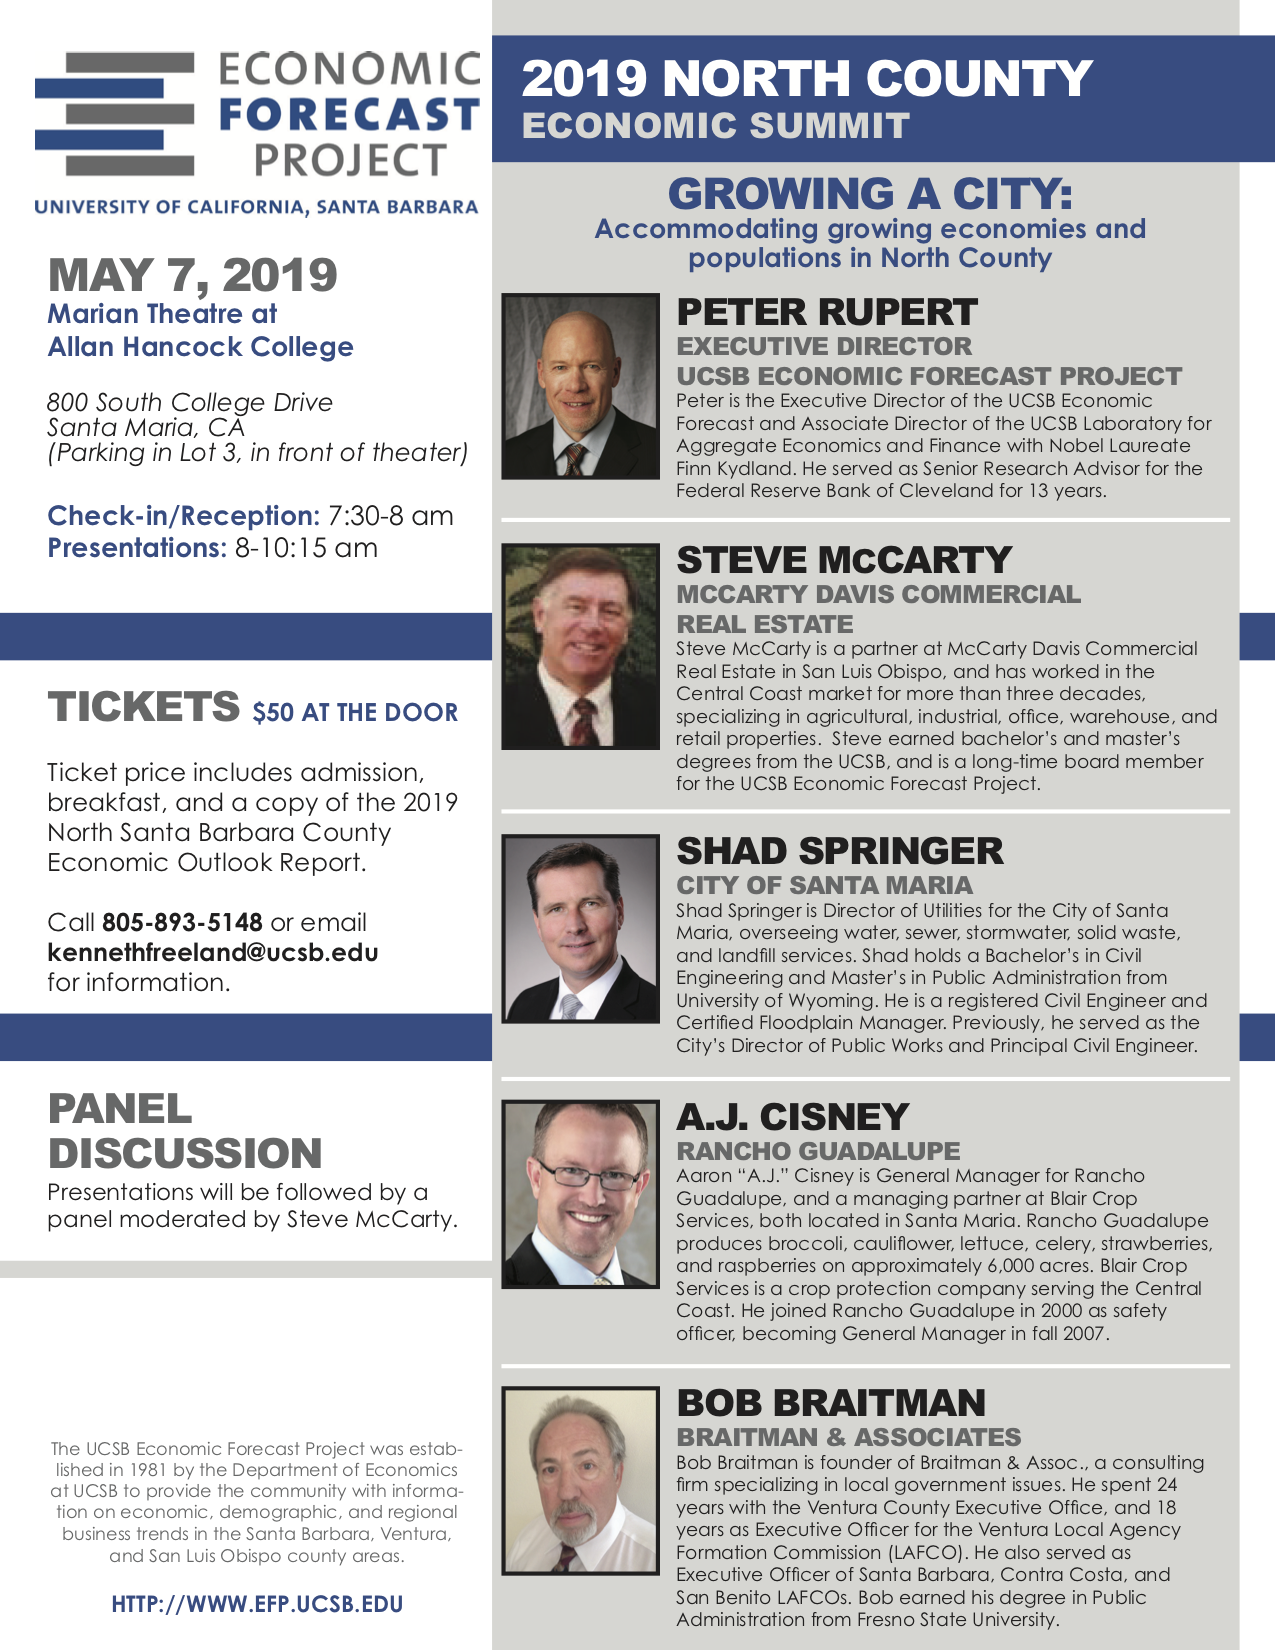 ECONOMIC
FORECAST
PROJECT
UNIVERSITY OF CALIFORNIA, SANTA BARBARA
MAY 7, 2019
Marian Theatre at
Allan Hancock College
800 South College Drive
Santa Maria, CA
(Parking in Lot 3, in front of theater)
Check-in/Reception: 7:30-8 am
Presentations: 8-10:15 am
TICKETS $50 AT THE DOOR
Ticket price includes admission,
breakfast, and a copy of the 2019
North Santa Barbara County
Economic Outlook Report.
Call 805-893-5148 or email
kennethfreeland@ucsb.edu
for information.
PANEL
DISCUSSION
Presentations will be followed by a
panel moderated by Steve McCarty.
The UCSB Economic Forecast Project was estab-
lished in 1981 by the Department of Economics
at UCSB to provide the community with informa-
tion on economic, demographic, and regional
business trends in the Santa Barbara, Ventura,
and San Luis Obispo county areas.
HTTP://WWW.EFP.UCSB.EDU
2019 NORTH COUNTY
ECONOMIC SUMMIT
GROWING A CITY:
Accommodating growing economies and
populations in North County
PETER RUPERT
EXECUTIVE DIRECTOR
UCSB ECONOMIC FORECAST PROJECT
Peter is the Executive Director of the UCSB Economic
Forecast and Associate Director of the UCSB Laboratory for
Aggregate Economics and Finance with Nobel Laureate
Finn Kydland. He served as Senior Research Advisor for the
Federal Reserve Bank of Cleveland for 13 years.
STEVE McCARTY
MCCARTY DAVIS COMMERCIAL
REAL ESTATE
Steve McCarty is a partner at McCarty Davis Commercial
Real Estate in San Luis Obispo, and has worked in the
Central Coast market for more than three decades,
specializing in agricultural, industrial, office, warehouse, and
retail properties.  Steve earned bachelor's and master's
degrees from the UCSB, and is a long-time board member
for the UCSB Economic Forecast Project.
SHAD SPRINGER
CITY OF SANTA MARIA
Shad Springer is Director of Utilities for the City of Santa
Maria, overseeing water, sewer, stormwater, solid waste,
and landfill services. Shad holds a Bachelor's in Civil
Engineering and Master's in Public Administration from
University of Wyoming. He is a registered Civil Engineer and
Certified Floodplain Manager. Previously, he served as the
City's Director of Public Works and Principal Civil Engineer.
A.J. CISNEY
RANCHO GUADALUPE
Aaron “A.J.” Cisney is General Manager for Rancho
Guadalupe, and a managing partner at Blair Crop
Services, both located in Santa Maria. Rancho Guadalupe
produces broccoli, cauliflower, lettuce, celery, strawberries,
and raspberries on approximately 6,000 acres. Blair Crop
Services is a crop protection company serving the Central
Coast. He joined Rancho Guadalupe in 2000 as safety
officer, becoming General Manager in fall 2007.
BOB BRAITMAN
BRAITMAN & ASSOCIATES
Bob Braitman is founder of Braitman & Assoc., a consulting
firm specializing in local government issues. He spent 24
years with the Ventura County Executive Office, and 18
years as Executive Officer for the Ventura Local Agency
Formation Commission (LAFCO). He also served as
Executive Officer of Santa Barbara, Contra Costa, and
San Benito LAFCOs. Bob earned his degree in Public
Administration from Fresno State University.